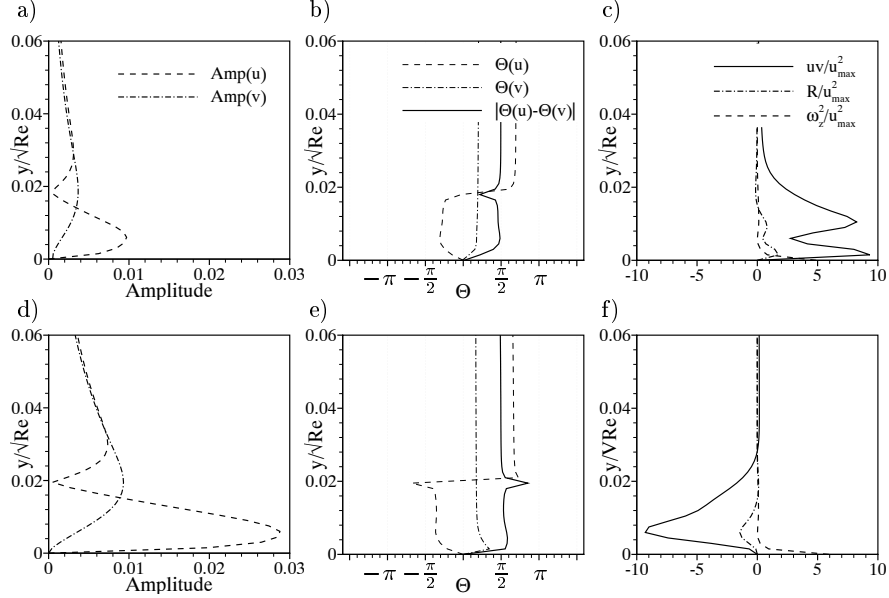 a)
b)
c)
0.06
0.04
0.02
0
y/√Re
Amp(u)
Amp(v)
0
0.01
0.02
0.03
Amplitude
0.06
0.04
0.02
0
y/√Re
Θ(u)
Θ(v)
|Θ(u)-Θ(v)|
−π
−π/2
Θ
π/2
π
0.06
0.04
0.02
0
y/√Re
uv/u²max
R/u²max
ω²z/u²max
-10
-5
0
5
10
d)
e)
f)
0.06
0.04
0.02
0
y/√Re
0
0.01
0.02
0.03
Amplitude
0.06
0.04
0.02
0
y/√Re
−π
−π/2
Θ
π/2
π
0.06
0.04
0.02
0
y/VRe
-10
-5
0
5
10